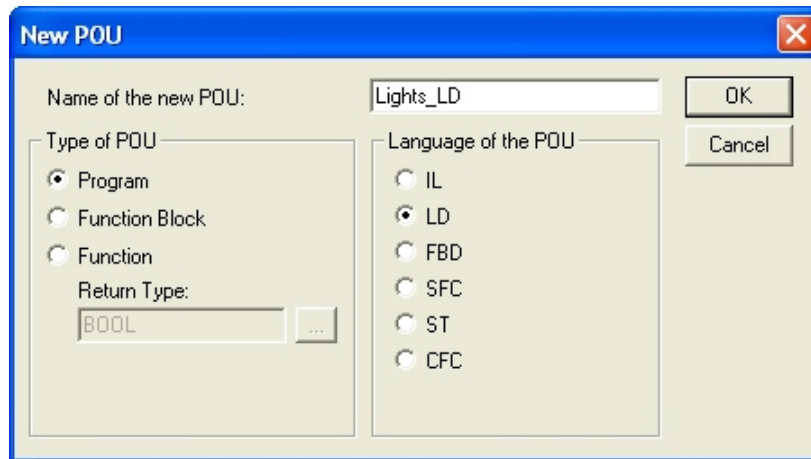 New POU
Name of the new POU: Lights_LD OK
Type of POU Language of the POU Cancel
Program IL
Function Block LD
Function FBD
Return Type: SFC
BOOL ... ST
CFC